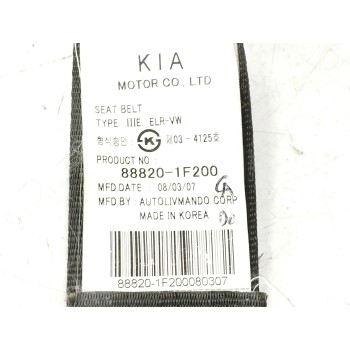 KIA
MOTOR CO., LTD
SEAT BELT
TYPE: IIIE, ELR-VW
형식승인 제03 - 4125호
PRODUCT NO :
88820-1F200
MFD DATE : 08/03/07
MFD BY : AUTOLIVMANDO CORP
MADE IN KOREA
88820-1F200080307